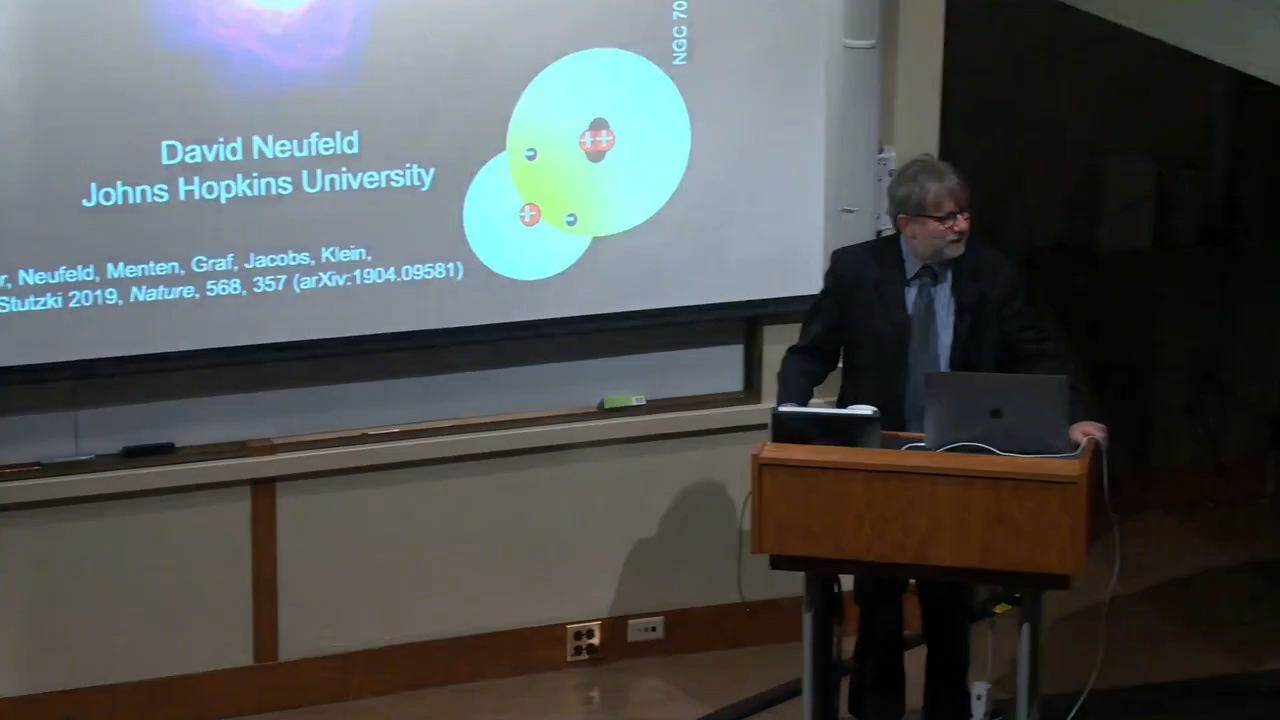 NGC 70
David Neufeld
Johns Hopkins University
r, Neufeld, Menten, Graf, Jacobs, Klein,
Stutzki 2019, Nature, 568, 357 (arXiv:1904.09581)
++
-
+
-